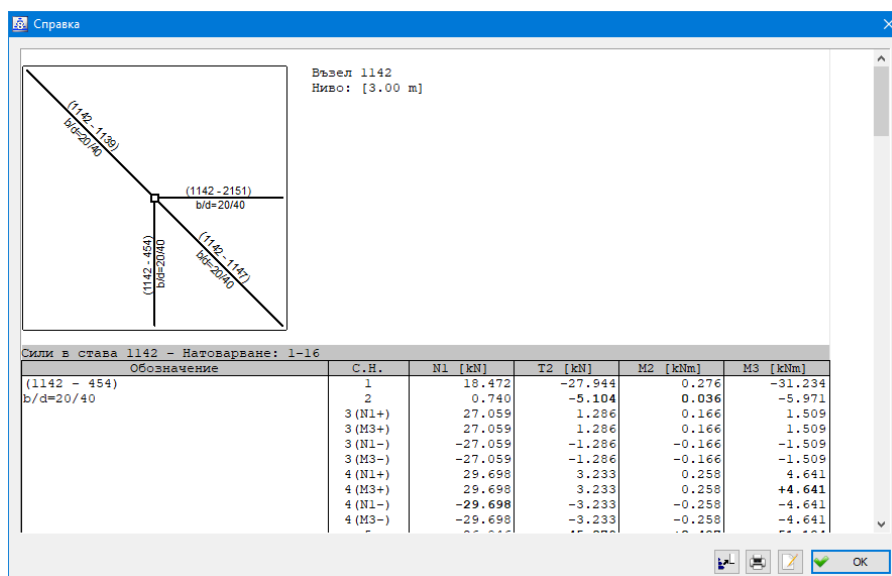 Справка
Възел 1142
Ниво: [3.00 m]
(1142 - 1139)
b/d=20/40
(1142 - 2151)
b/d=20/40
(1142 - 454)
b/d=20/40
(1142 - 1147)
b/d=20/40
Сили в става 1142 - Натоварване: 1-16
Обозначение С.Н. N1 [kN] T2 [kN] M2 [kNm] M3 [kNm]
(1142 - 454) 1 18.472 -27.944 0.276 -31.234
b/d=20/40 2 0.740 -5.104 0.036 -5.971
3(N1+) 27.059 1.286 0.166 1.509
3(M3+) 27.059 1.286 0.166 1.509
3(N1-) -27.059 -1.286 -0.166 -1.509
3(M3-) -27.059 -1.286 -0.166 -1.509
4(N1+) 29.698 3.233 0.258 4.641
4(M3+) 29.698 3.233 0.258 +4.641
4(N1-) -29.698 -3.233 -0.258 -4.641
4(M3-) -29.698 -3.233 -0.258 -4.641
OK